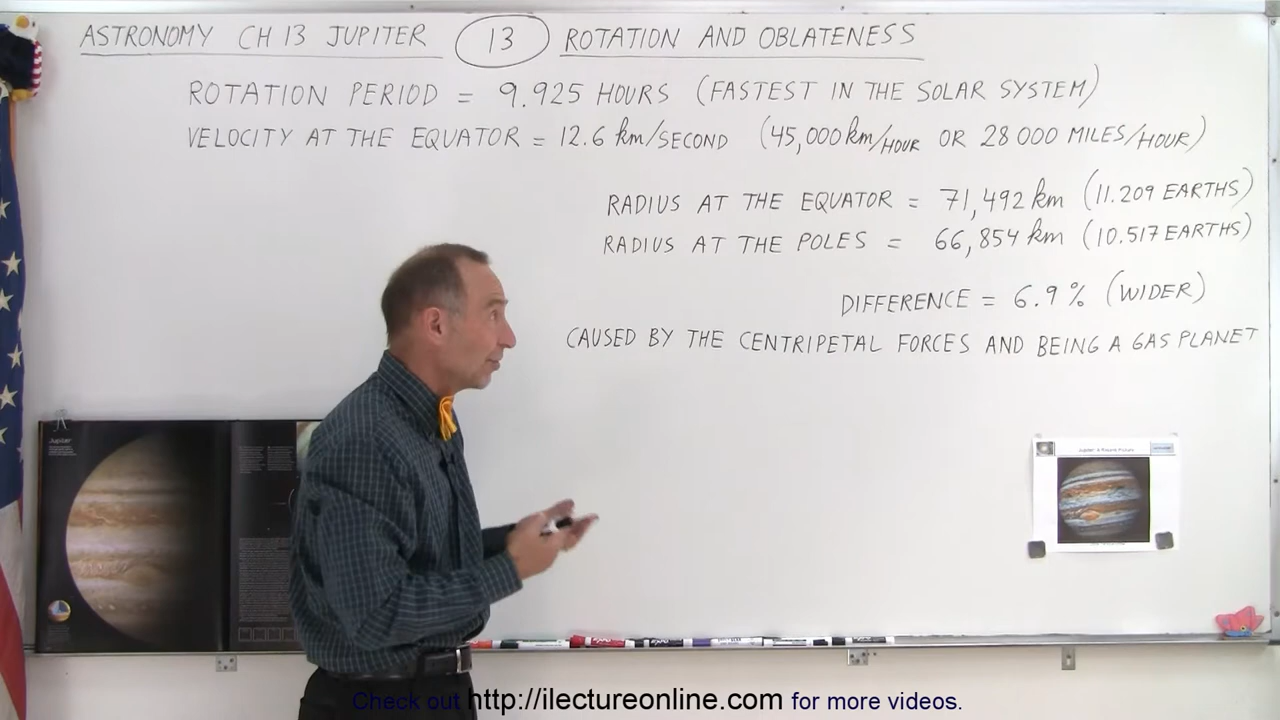 ASTRONOMY CH 13 JUPITER 13 ROTATION AND OBLATENESS
ROTATION PERIOD = 9.925 HOURS (FASTEST IN THE SOLAR SYSTEM)
VELOCITY AT THE EQUATOR = 12.6 km/SECOND (45,000 km/HOUR OR 28 000 MILES/HOUR)
RADIUS AT THE EQUATOR = 71,492 km (11.209 EARTHS)
RADIUS AT THE POLES = 66,854 km (10.517 EARTHS)
DIFFERENCE = 6.9% (WIDER)
CAUSED BY THE CENTRIPETAL FORCES AND BEING A GAS PLANET
Jupiter
Check out http://ilectureonline.com for more videos.